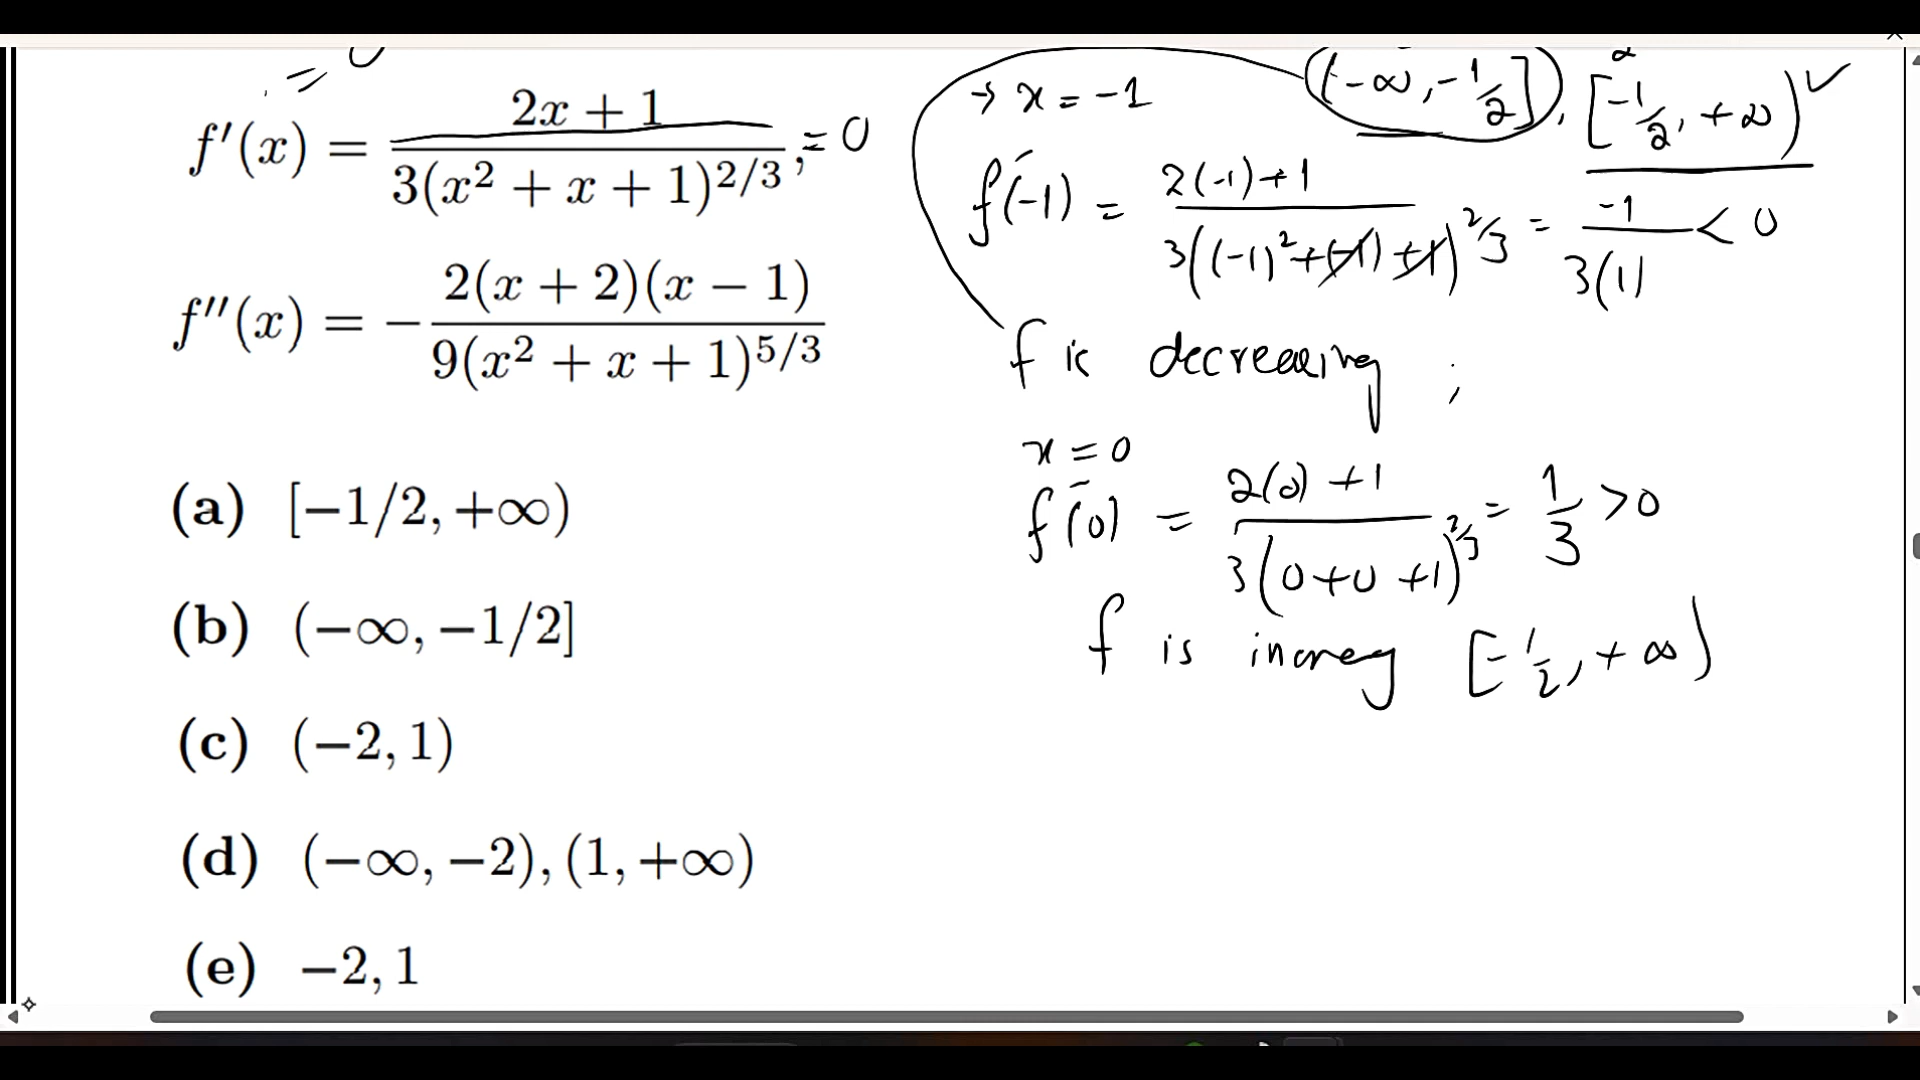 = 0
f′(x) = (2x + 1) / (3(x² + x + 1)^{2/3}), = 0
f″(x) = − (2(x + 2)(x − 1)) / (9(x² + x + 1)^{5/3})
(a) [−1/2, +∞)
(b) (−∞, −1/2]
(c) (−2, 1)
(d) (−∞, −2), (1, +∞)
(e) −2, 1
(-∞, -1/2], [-1/2, +∞) ✓
→ x = -1
f′(-1) = (2(-1)+1) / (3((-1)²+(-1)+1)^{2/3}) = -1 / 3(1) < 0
f is decreasing ;
x = 0
f′(0) = (2(0)+1) / (3(0+0+1)^{2/3}) = 1/3 > 0
f is [-1/2, +∞)